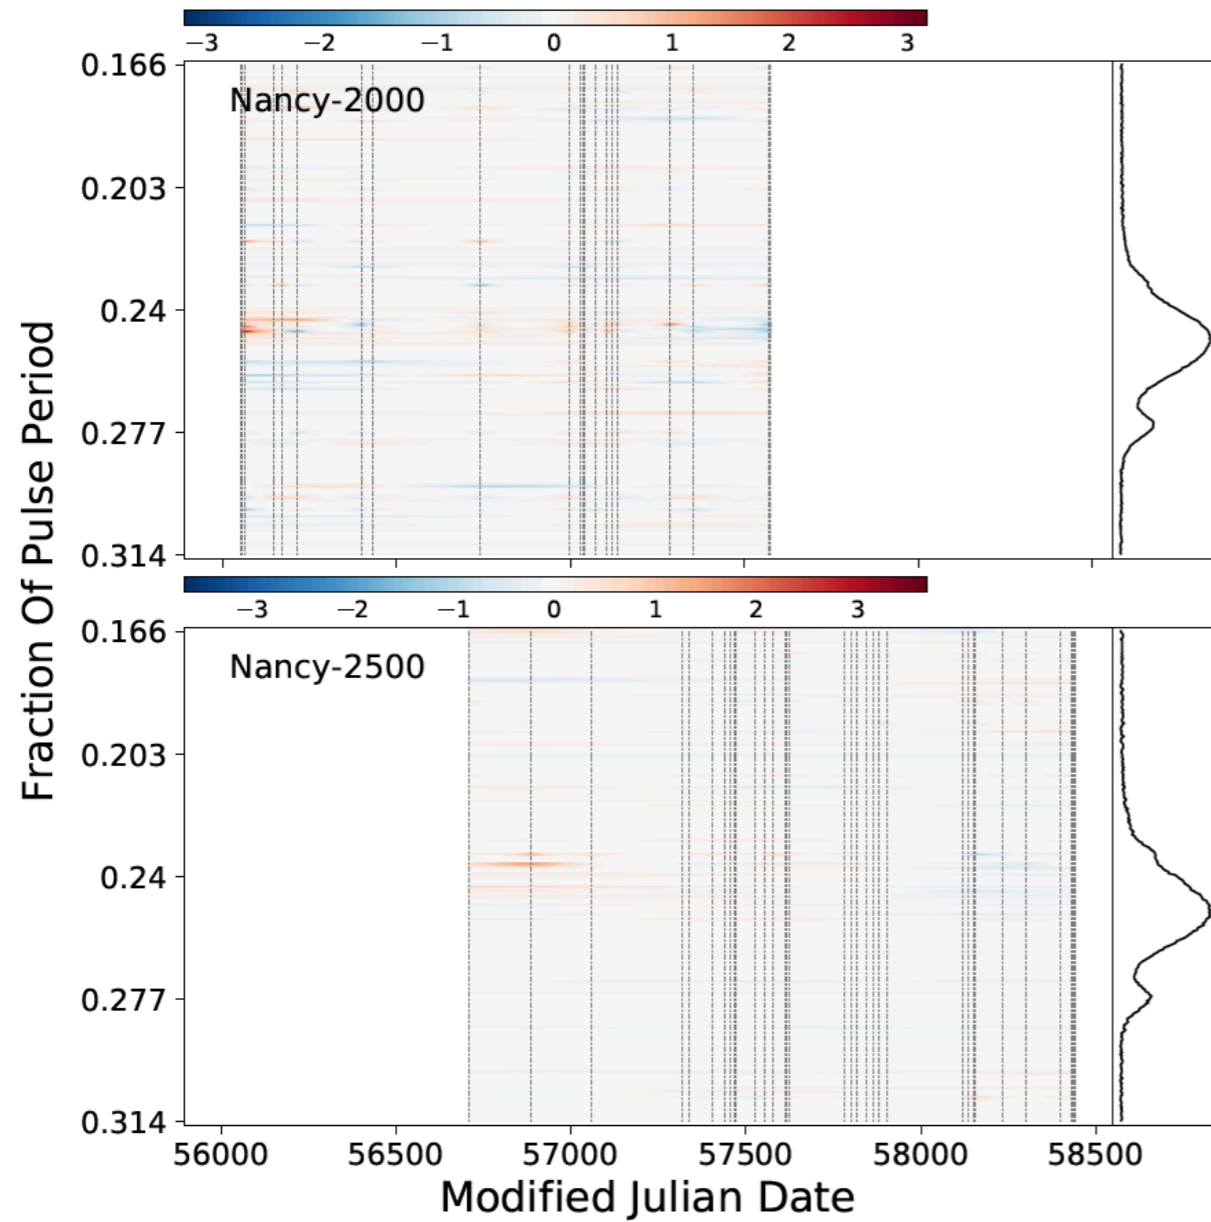 −3 −2 −1 0 1 2 3
0.166
Nancy-2000
0.203
0.24
0.277
0.314
−3 −2 −1 0 1 2 3
0.166
Nancy-2500
0.203
0.24
0.277
0.314
56000 56500 57000 57500 58000 58500
Modified Julian Date
Fraction Of Pulse Period